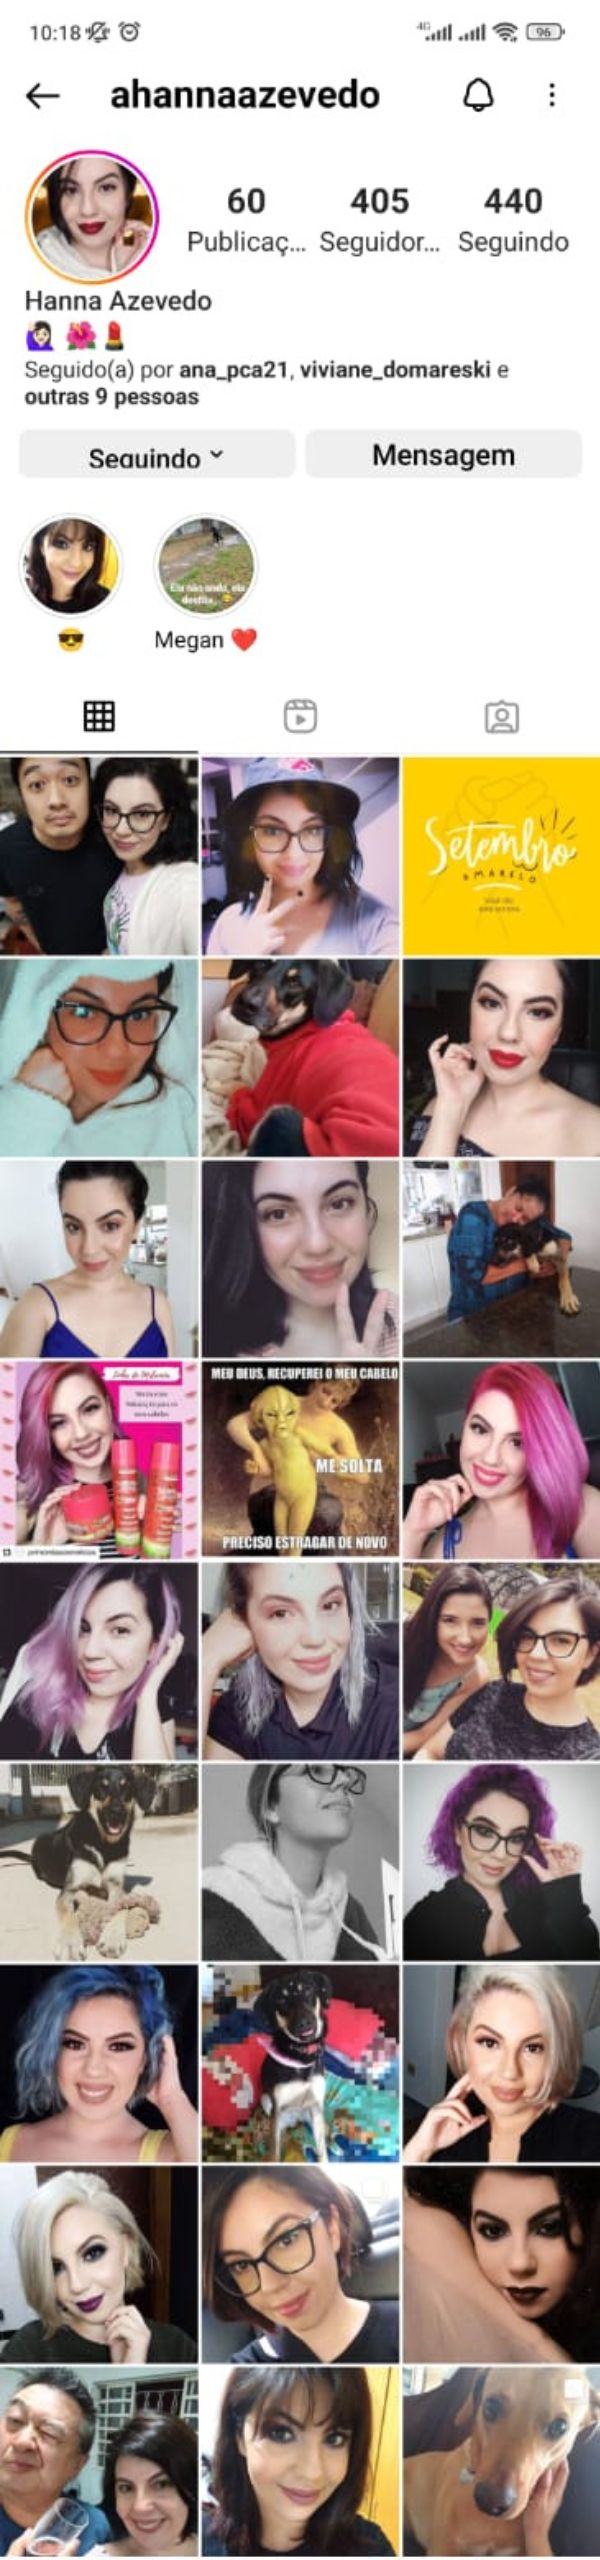 10:18
4G
96
ahannaazevedo
60
405
440
Publicaç...
Seguidor...
Seguindo
Hanna Azevedo
Seguido(a) por ana_pca21, viviane_domareski e
outras 9 pessoas
Seguindo
Mensagem
Ela não anda, ela
desfila.
Megan
Setembro
AMARELO
MEU DEUS, RECUPEREI O MEU CABELO
ME SOLTA
PRECISO ESTRAGAR DE NOVO